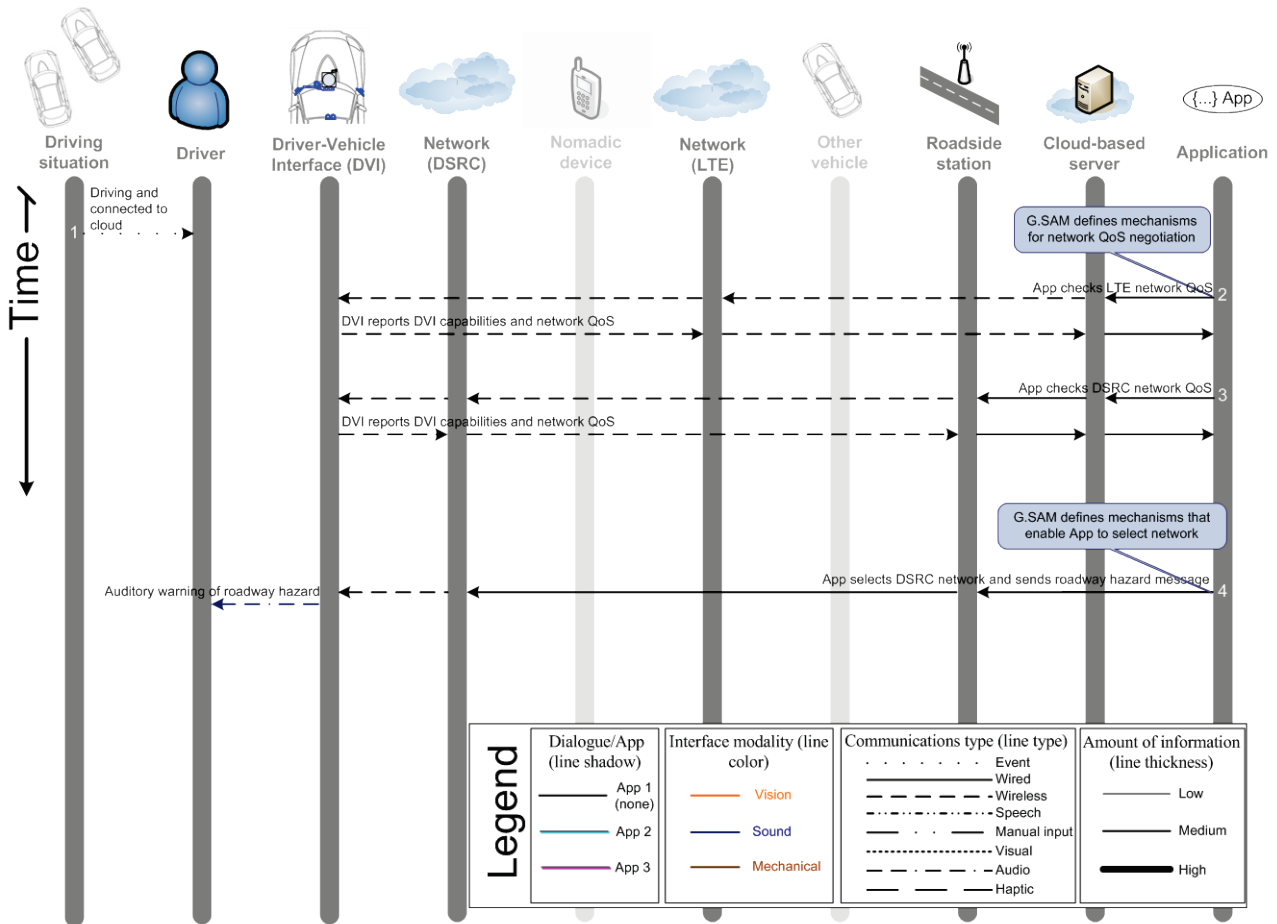 {...} App
Driving
situation
Driver
Driver-Vehicle
Interface (DVI)
Network
(DSRC)
Nomadic
device
Network
(LTE)
Other
vehicle
Roadside
station
Cloud-based
server
Application
Time
Driving and
connected to
cloud
1
G.SAM defines mechanisms
for network QoS negotiation
App checks LTE network QoS
2
DVI reports DVI capabilities and network QoS
App checks DSRC network QoS
3
DVI reports DVI capabilities and network QoS
G.SAM defines mechanisms that
enable App to select network
App selects DSRC network and sends roadway hazard message
4
Auditory warning of roadway hazard
Legend
Dialogue/App
(line shadow)
App 1
(none)
App 2
App 3
Interface modality (line
color)
Vision
Sound
Mechanical
Communications type (line type)
Event
Wired
Wireless
Speech
Manual input
Visual
Audio
Haptic
Amount of information
(line thickness)
Low
Medium
High